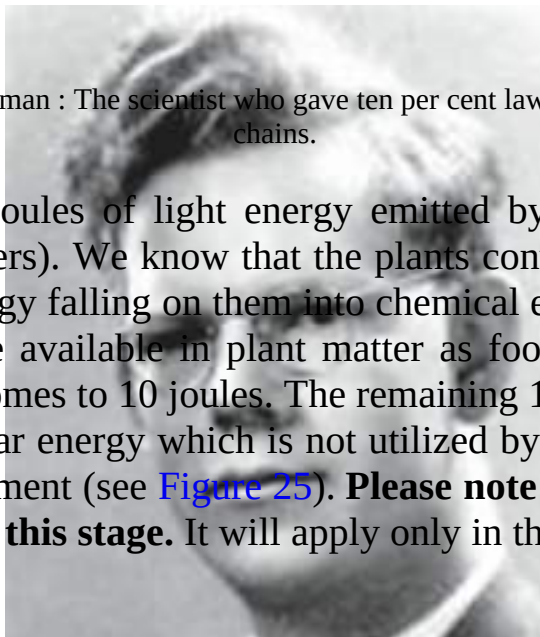 man : The scientist who gave ten per cent law
chains.
oules of light energy emitted by
ers). We know that the plants con
gy falling on them into chemical e
e available in plant matter as foo
omes to 10 joules. The remaining 1
ar energy which is not utilized by
ment (see Figure 25). Please note
this stage. It will apply only in th